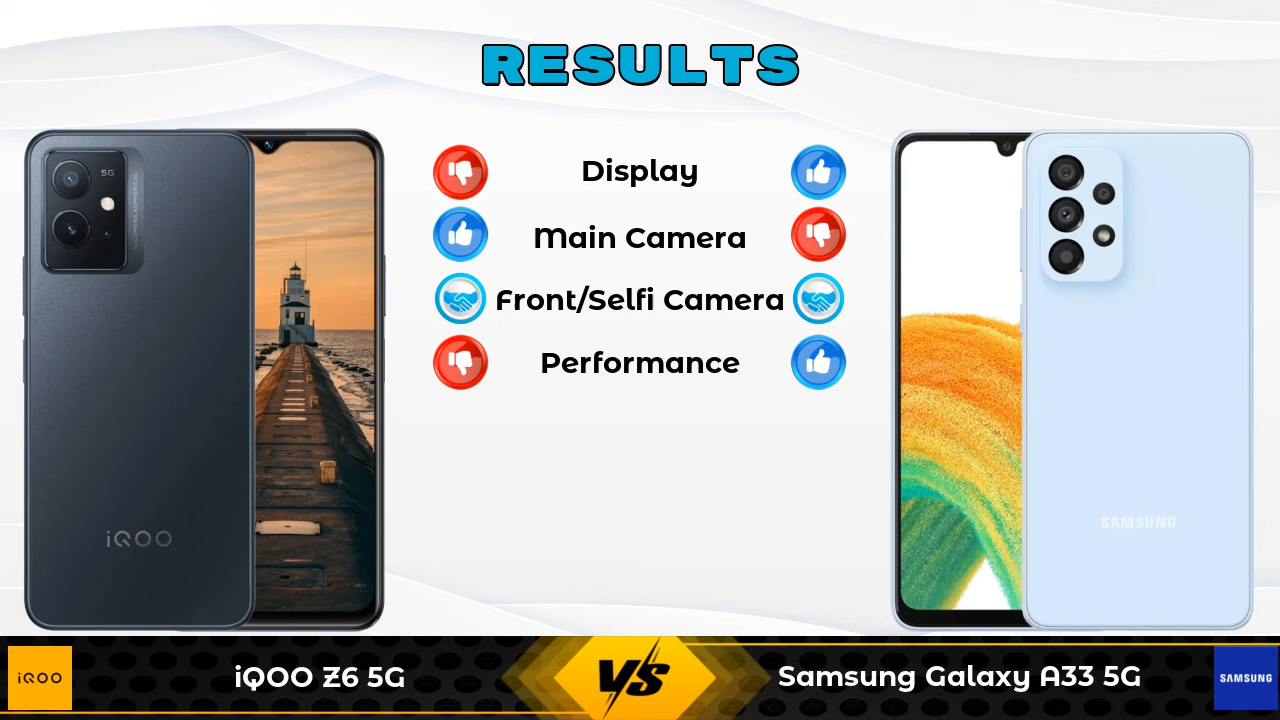 RESULTS
Display
Main Camera
Front/Selfi Camera
Performance
5G
iQOO
SAMSUNG
iQOO
iQOO Z6 5G
VS
Samsung Galaxy A33 5G
SAMSUNG